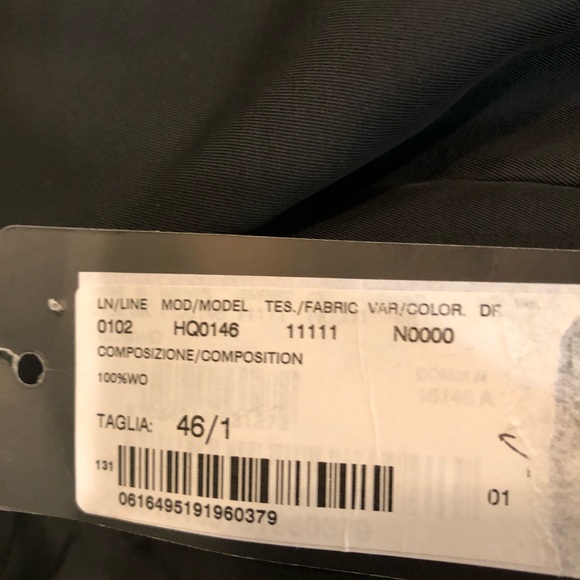 LN/LINE MOD/MODEL TES./FABRIC VAR/COLOR. DF.
0102 HQ0146 11111 N0000
COMPOSIZIONE/COMPOSITION
100%WO
TAGLIA: 46/1
131
0616495191960379
01